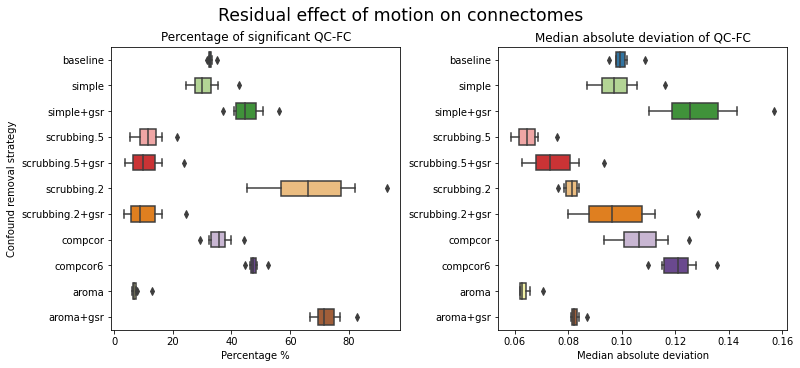 Residual effect of motion on connectomes
Percentage of significant QC-FC
Confound removal strategy
baseline
simple
simple+gsr
scrubbing.5
scrubbing.5+gsr
scrubbing.2
scrubbing.2+gsr
compcor
compcor6
aroma
aroma+gsr
0 20 40 60 80
Percentage %
Median absolute deviation of QC-FC
baseline
simple
simple+gsr
scrubbing.5
scrubbing.5+gsr
scrubbing.2
scrubbing.2+gsr
compcor
compcor6
aroma
aroma+gsr
0.06 0.08 0.10 0.12 0.14 0.16
Median absolute deviation